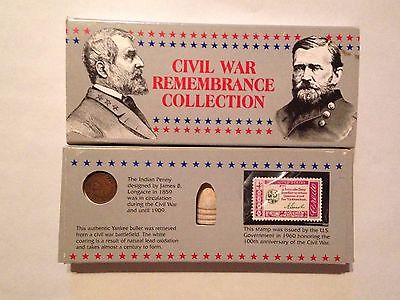 CIVIL WAR
REMEMBRANCE
COLLECTION
The Indian Penny
designed by James B.
Longacre in 1859
was in circulation
during the Civil War
and until 1909.
This authentic Yankee bullet was retrieved
from a civil war battlefield. The white
coating is a result of natural lead oxidation
and takes almost a century to form.
This stamp was issued by the U.S.
Government in 1960 honoring the
100th anniversary of the Civil War.